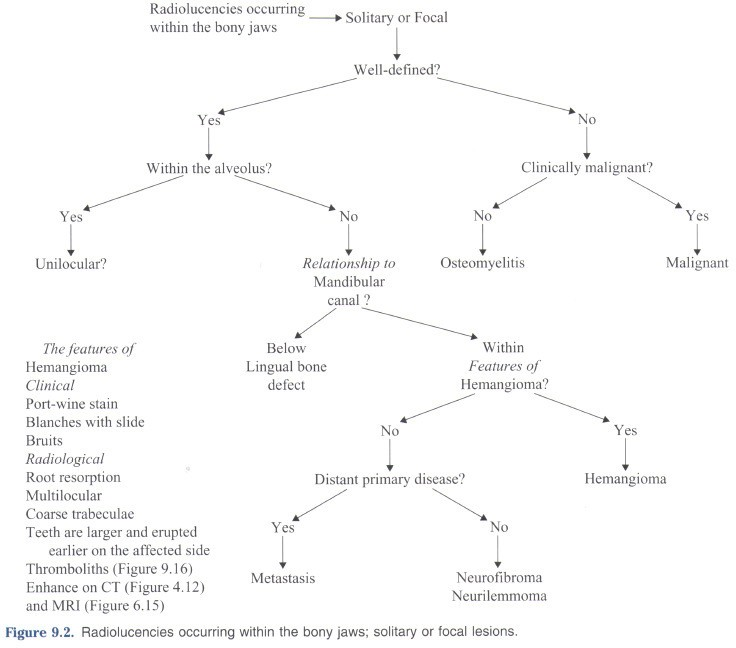 Radiolucencies occurring
within the bony jaws
Solitary or Focal
Well-defined?
Yes
No
Within the alveolus?
Clinically malignant?
Yes
No
No
Yes
Unilocular?
Relationship to
Mandibular
canal ?
Osteomyelitis
Malignant
Below
Lingual bone
defect
Within
Features of
Hemangioma?
No
Yes
Distant primary disease?
Hemangioma
Yes
No
Metastasis
Neurofibroma
Neurilemmoma
The features of
Hemangioma
Clinical
Port-wine stain
Blanches with slide
Bruits
Radiological
Root resorption
Multilocular
Coarse trabeculae
Teeth are larger and erupted
earlier on the affected side
Thromboliths (Figure 9.16)
Enhance on CT (Figure 4.12)
and MRI (Figure 6.15)
Figure 9.2. Radiolucencies occurring within the bony jaws; solitary or focal lesions.